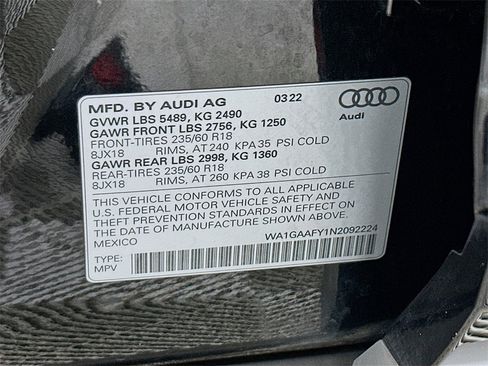 MFD. BY AUDI AG 03 22
GVWR LBS 5489, KG 2490
GAWR FRONT LBS 2756, KG 1250
FRONT-TIRES 235/60 R18
8JX18 RIMS, AT 240 KPA 35 PSI COLD
GAWR REAR LBS 2998, KG 1360
REAR-TIRES 235/60 R18
8JX18 RIMS, AT 260 KPA 38 PSI COLD
Audi
THIS VEHICLE CONFORMS TO ALL APPLICABLE
U.S. FEDERAL MOTOR VEHICLE SAFETY AND
THEFT PREVENTION STANDARDS IN EFFECT ON
THE DATE OF MANUFACTURE SHOWN ABOVE.
MEXICO WA1GAAFY1N2092224
TYPE:
MPV